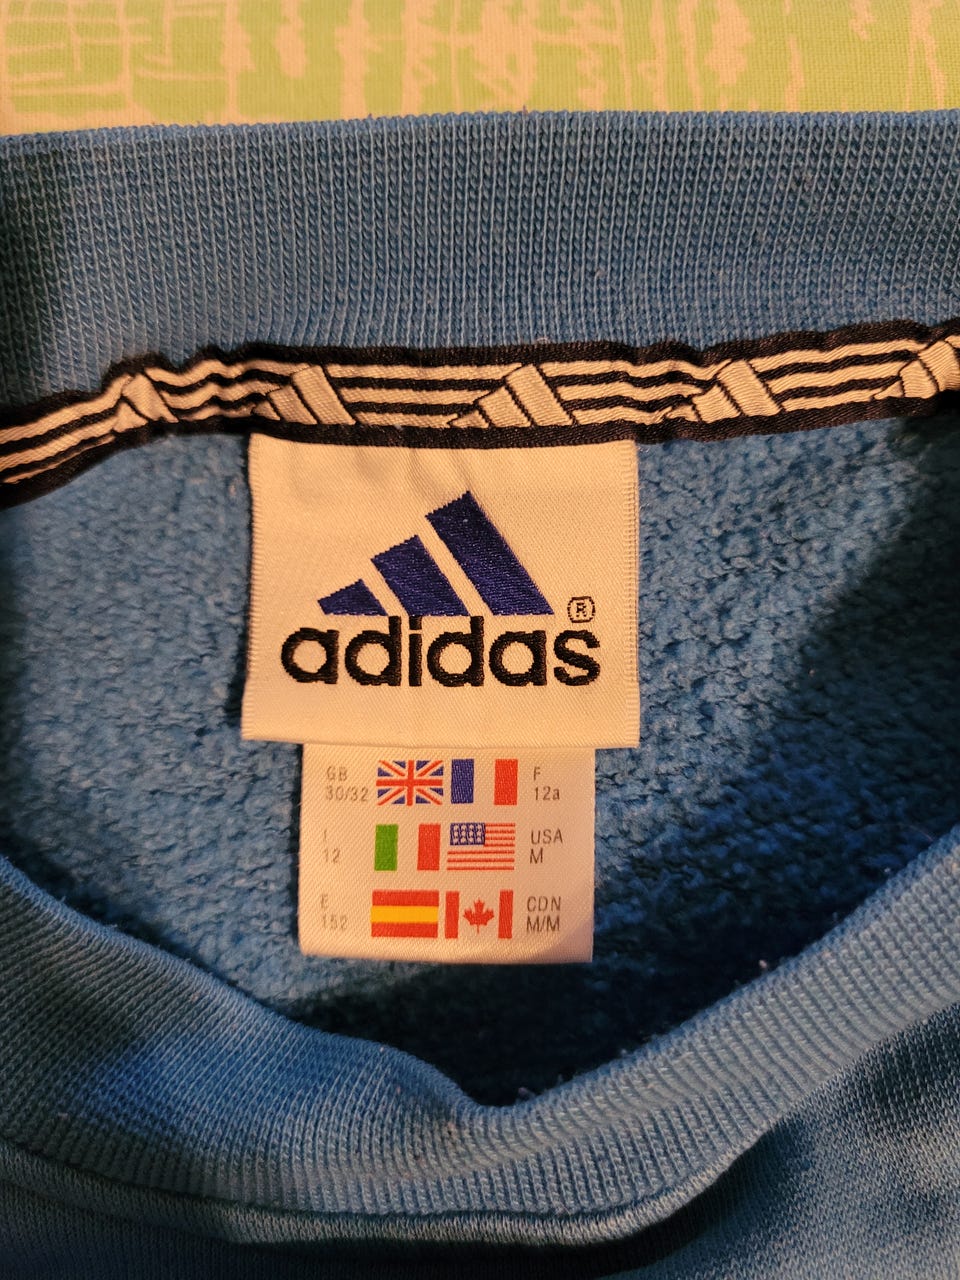 adidas®
GB F
30/32 12a
I USA
12 M
E CDN
152 M/M